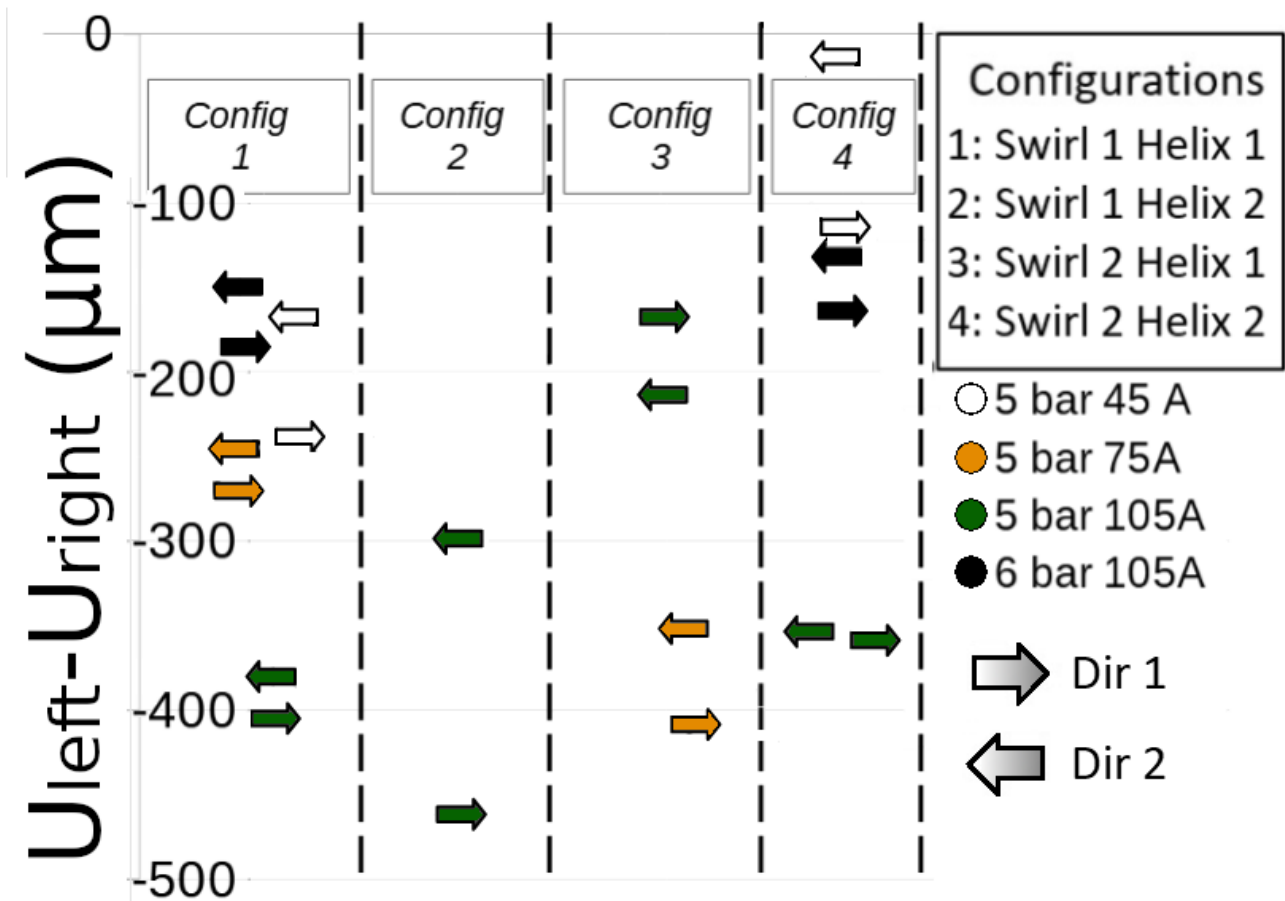 0
-100
-200
-300
-400
-500
Uleft-Uright (µm)
Config
1
Config
2
Config
3
Config
4
Configurations
1: Swirl 1 Helix 1
2: Swirl 1 Helix 2
3: Swirl 2 Helix 1
4: Swirl 2 Helix 2
5 bar 45 A
5 bar 75A
5 bar 105A
6 bar 105A
Dir 1
Dir 2